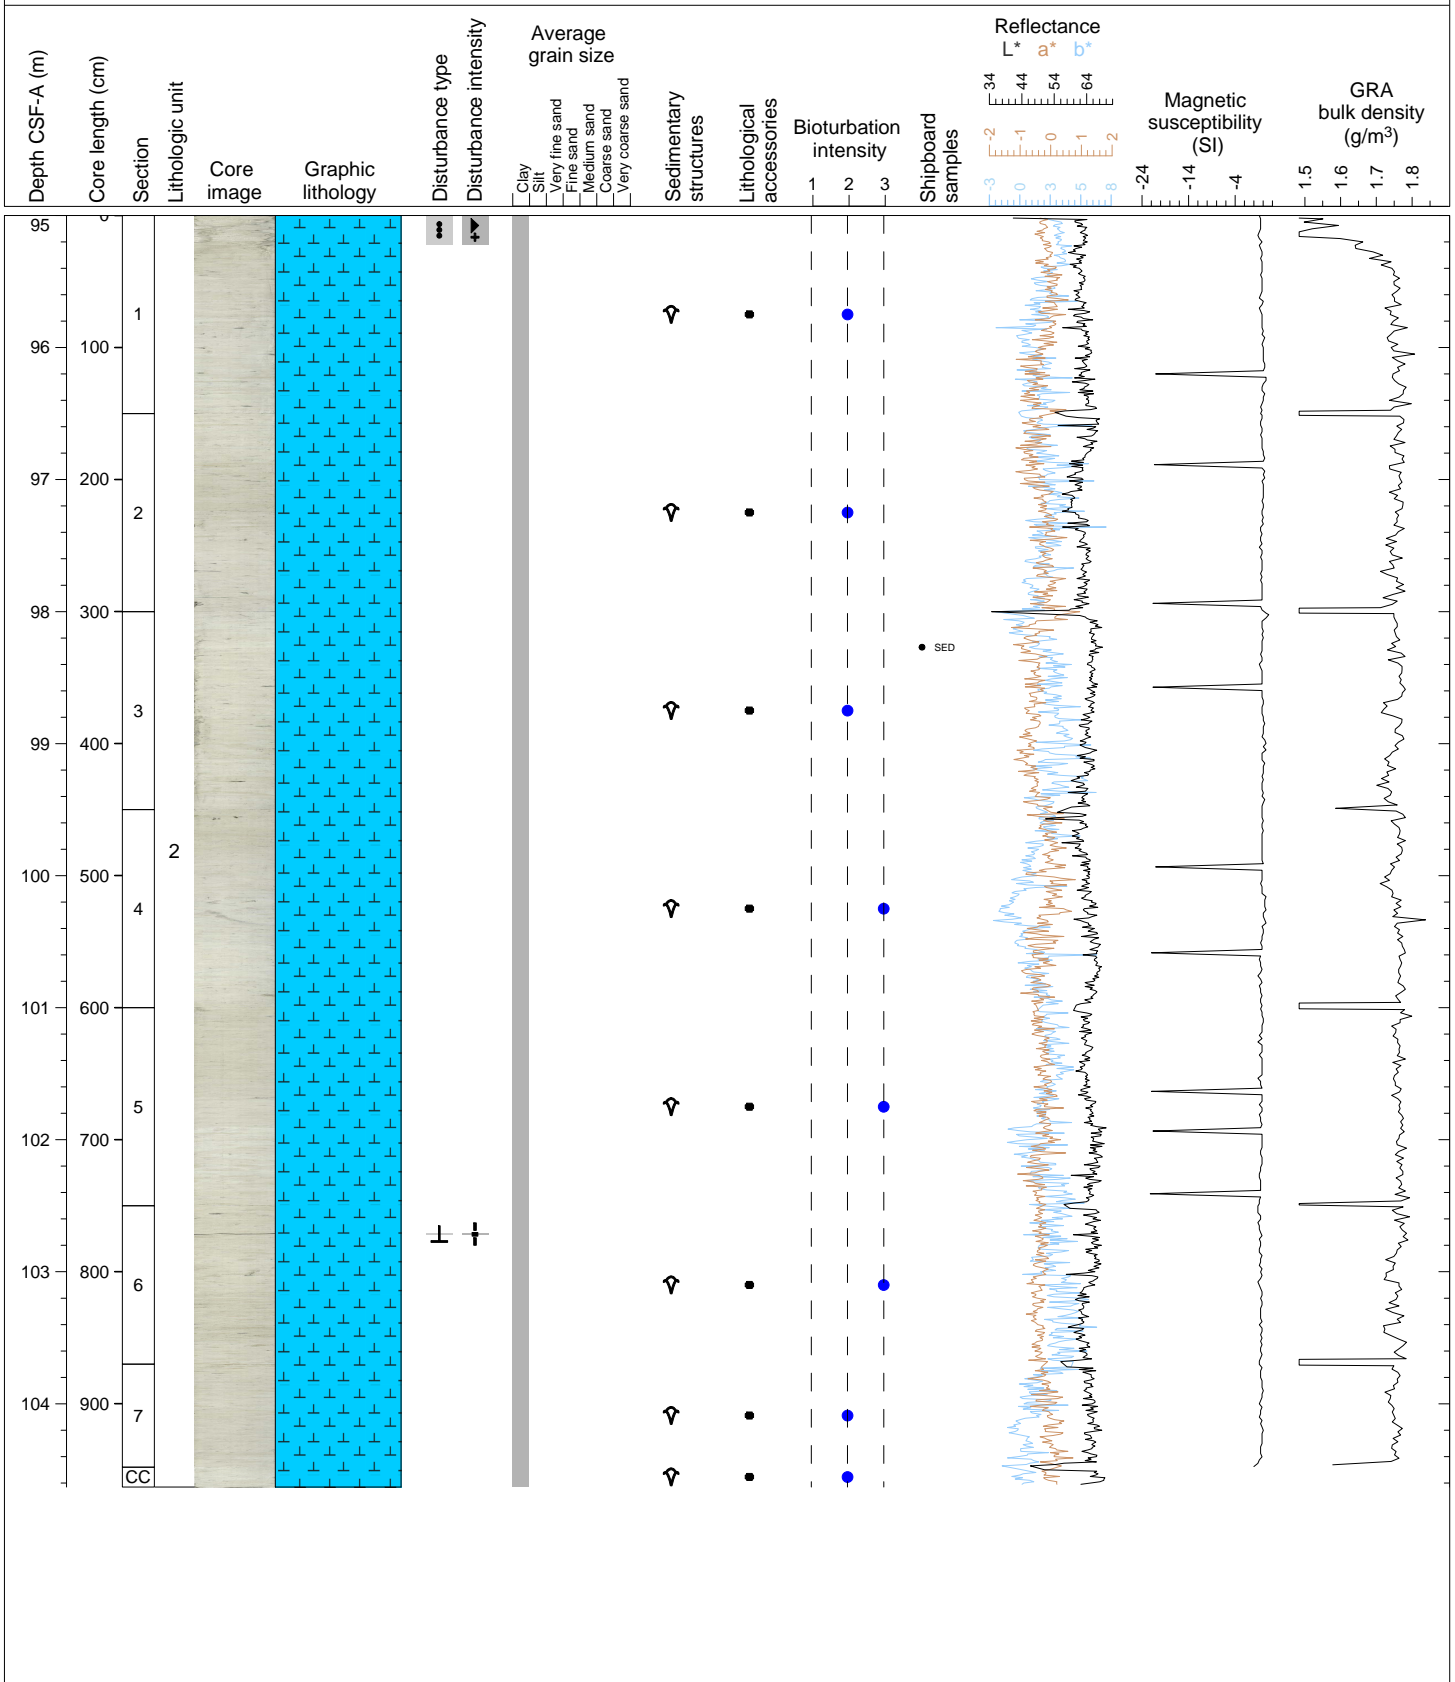 Depth CSF-A (m)
Core length (cm)
Section
Lithologic unit
Core
image
Graphic
lithology
Disturbance type
Disturbance intensity
Average
grain size
Clay
Silt
Very fine sand
Fine sand
Medium sand
Coarse sand
Very coarse sand
Sedimentary
structures
Lithological
accessories
Bioturbation
intensity
1 2 3
Shipboard
samples
Reflectance
L* a* b*
34 44 54 64
-2 -1 0 1 2
-3 0 3 5 8
Magnetic
susceptibility
(SI)
-24 -14 -4
GRA
bulk density
(g/m³)
1.5 1.6 1.7 1.8
95 0
1
96 100
97 200
2
98 300
SED
3
99 400
2
100 500
4
101 600
5
102 700
103 800
6
104 900
7
CC